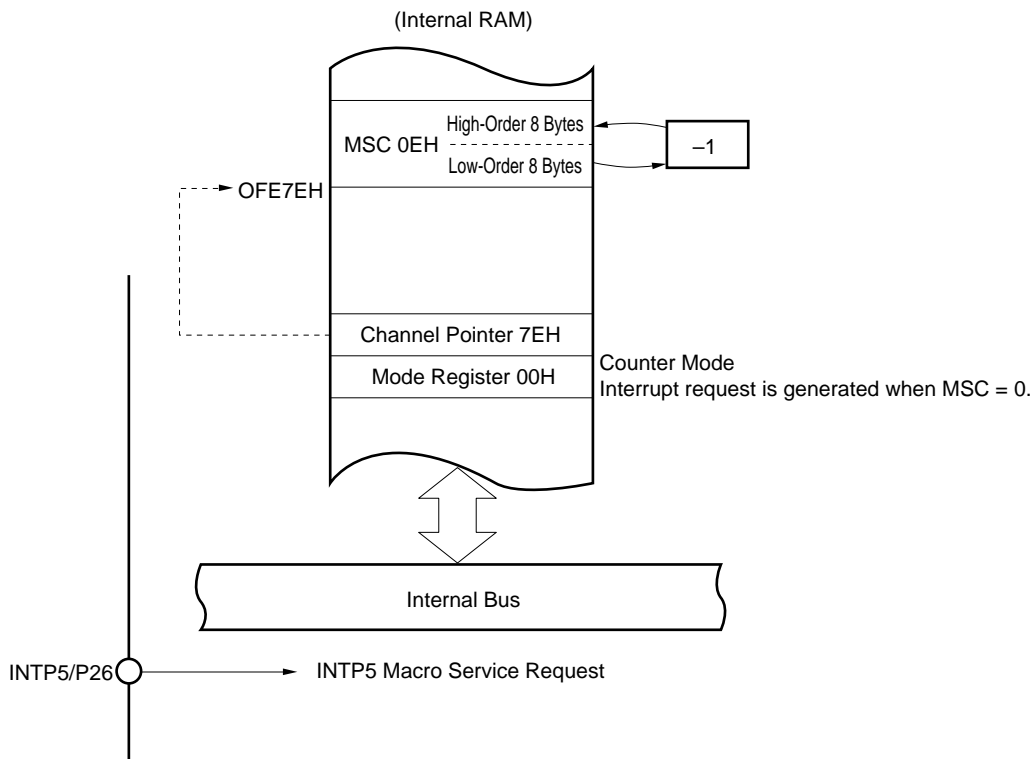 (Internal RAM)
High-Order 8 Bytes
MSC 0EH
–1
Low-Order 8 Bytes
OFE7EH
Channel Pointer 7EH
Mode Register 00H
Counter Mode
Interrupt request is generated when MSC = 0.
Internal Bus
INTP5/P26
INTP5 Macro Service Request